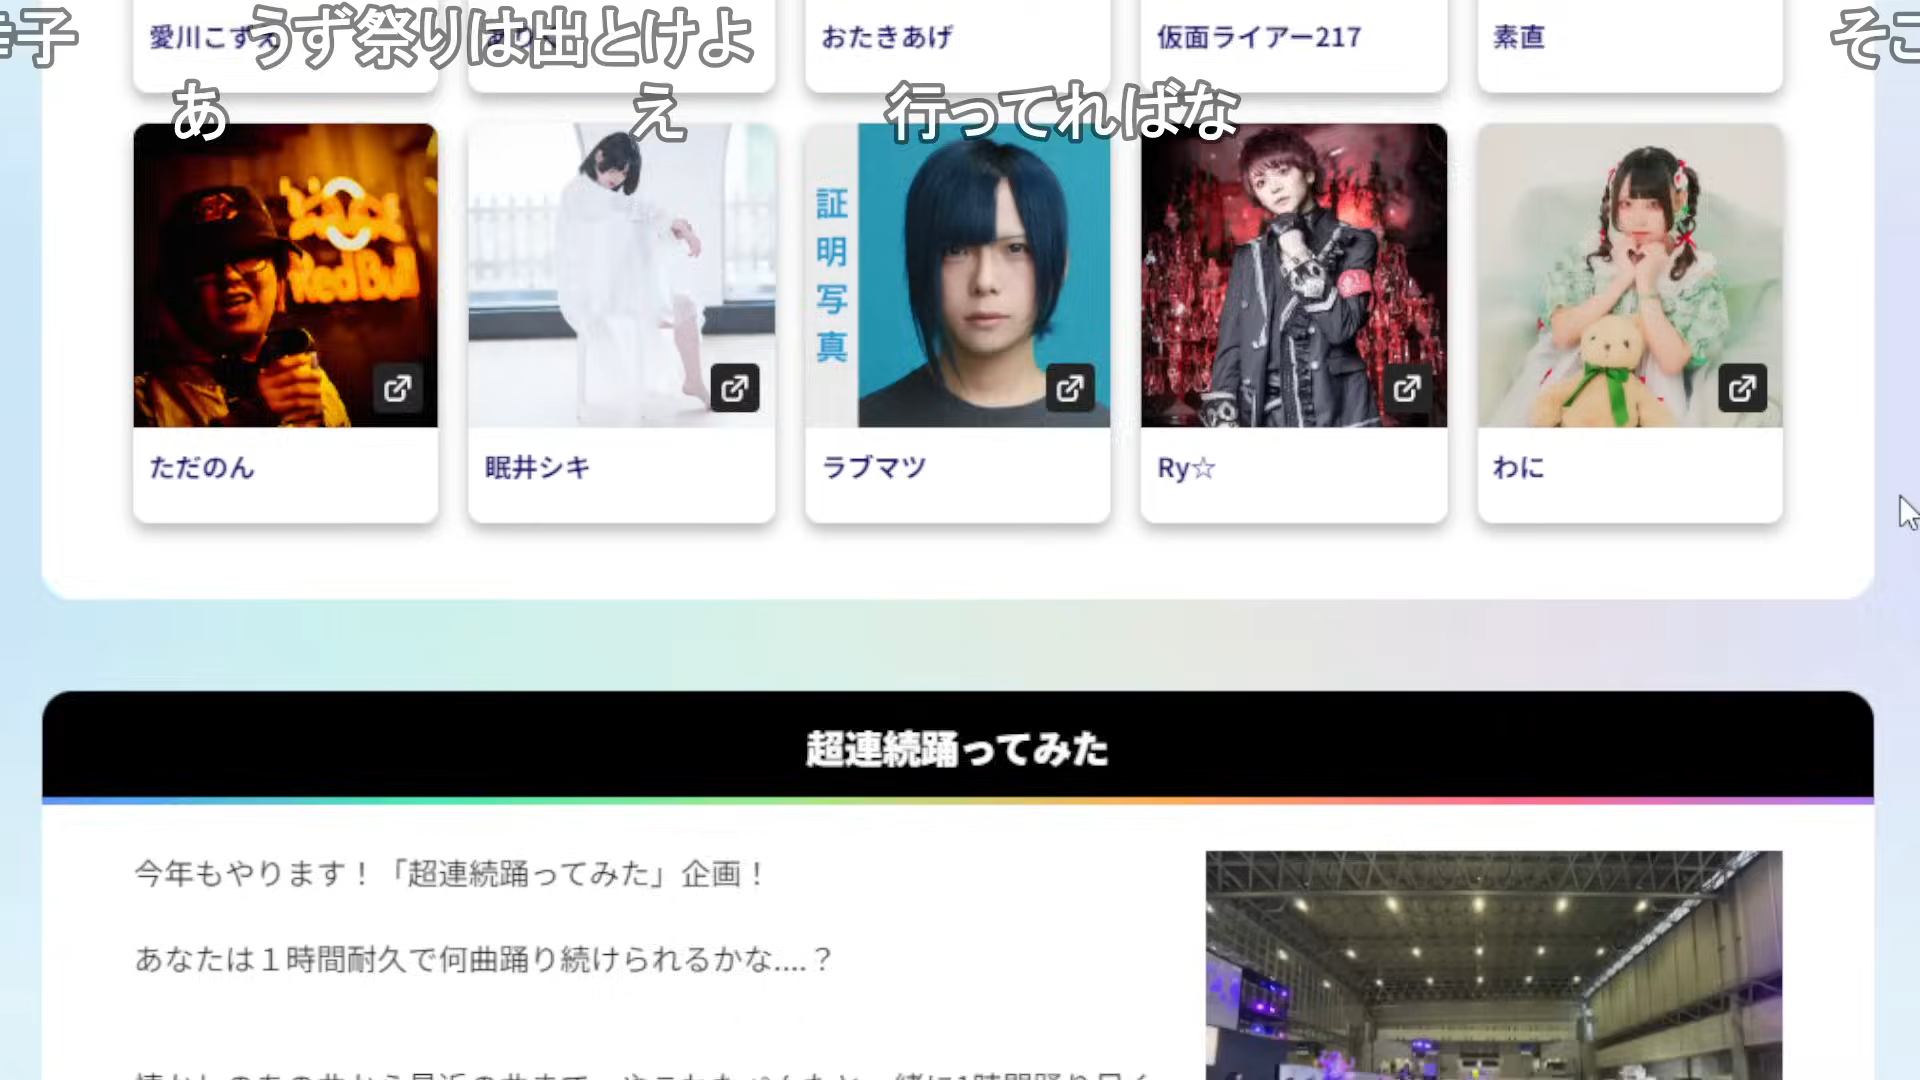 うず祭りは出とけよ
そこ
愛川こずえ
おたきあげ
仮面ライアー217
素直
あ
え
行ってればな
RedBull
証明写真
ただのん
眠井シキ
ラブマツ
Ry☆
わに
超連続踊ってみた
今年もやります！「超連続踊ってみた」企画！
あなたは１時間耐久で何曲踊り続けられるかな....？